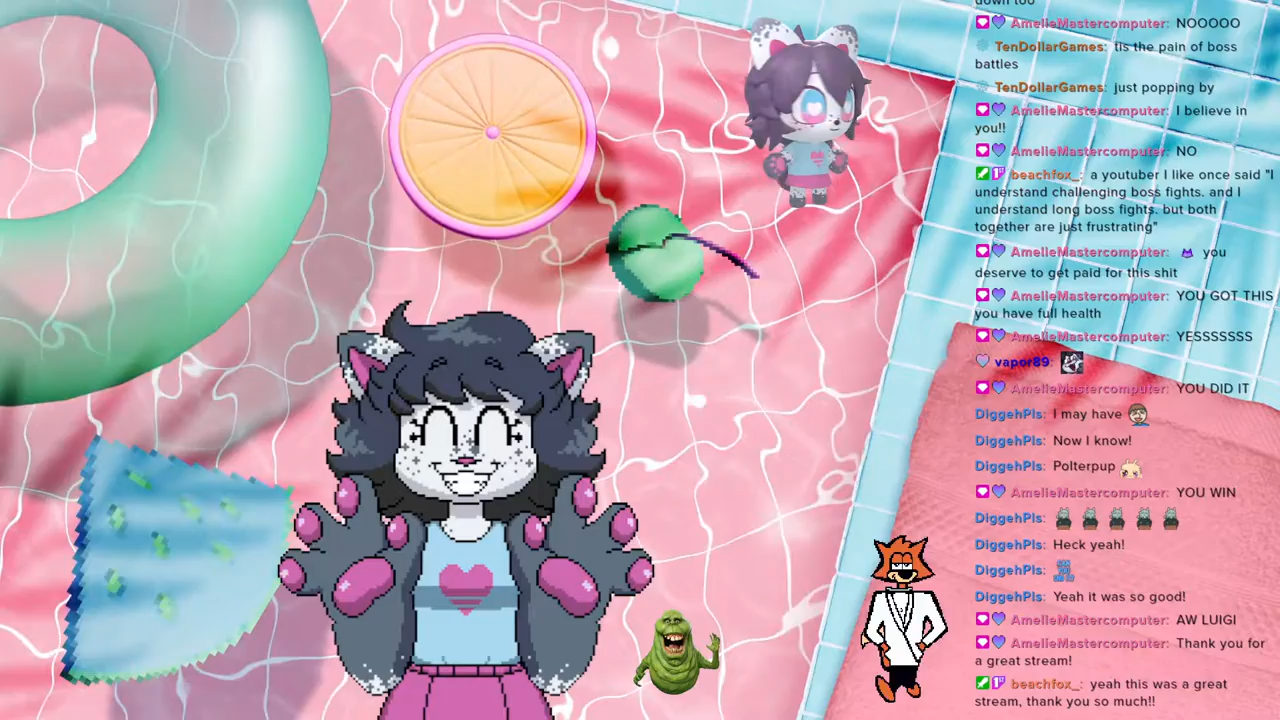 down too
AmelieMastercomputer: NOOOOO
TenDollarGames: tis the pain of boss
battles
TenDollarGames: just popping by
AmelieMastercomputer: I believe in
you!!
AmelieMastercomputer: NO
beachfox_: a youtuber I like once said "I
understand challenging boss fights. and I
understand long boss fights. but both
together are just frustrating"
AmelieMastercomputer: you
deserve to get paid for this shit
AmelieMastercomputer: YOU GOT THIS
you have full health
AmelieMastercomputer: YESSSSSSS
vapor89:
AmelieMastercomputer: YOU DID IT
DiggehPls: I may have
DiggehPls: Now I know!
DiggehPls: Polterpup
AmelieMastercomputer: YOU WIN
DiggehPls:
DiggehPls: Heck yeah!
DiggehPls:
DiggehPls: Yeah it was so good!
AmelieMastercomputer: AW LUIGI
AmelieMastercomputer: Thank you for
a great stream!
beachfox_: yeah this was a great
stream, thank you so much!!